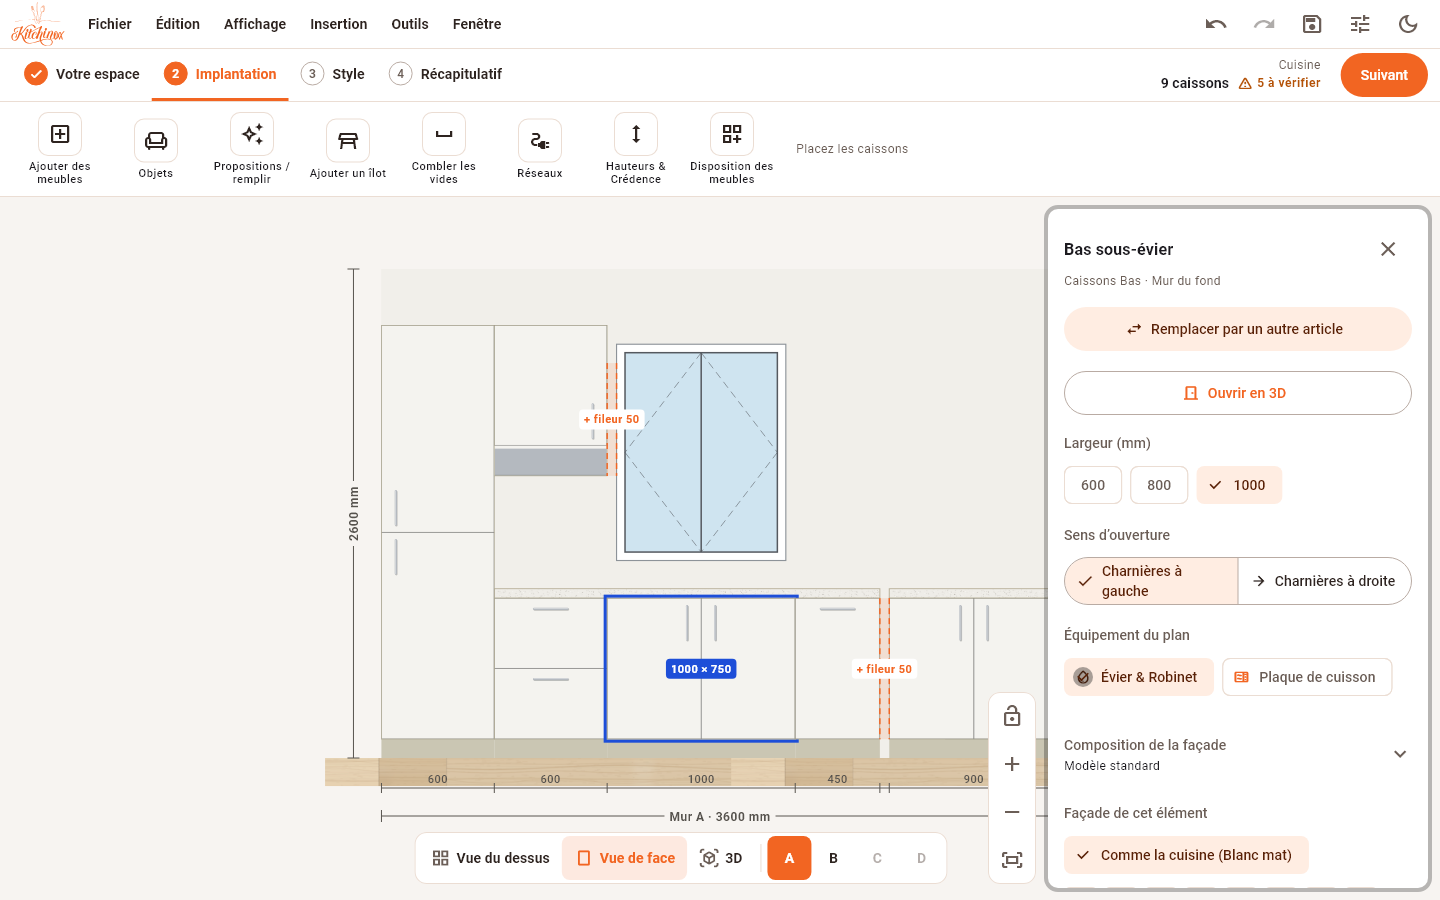 Kitchinox
Fichier
Édition
Affichage
Insertion
Outils
Fenêtre
Votre espace
2 Implantation
3 Style
4 Récapitulatif
Cuisine
9 caissons
5 à vérifier
Suivant
Ajouter des
meubles
Objets
Propositions /
remplir
Ajouter un îlot
Combler les
vides
Réseaux
Hauteurs &
Crédence
Disposition des
meubles
Placez les caissons
2600 mm
+ fileur 50
1000 × 750
+ fileur 50
600
600
1000
450
900
Mur A · 3600 mm
Vue du dessus
Vue de face
3D
A
B
C
D
Bas sous-évier
Caissons Bas · Mur du fond
Remplacer par un autre article
Ouvrir en 3D
Largeur (mm)
600
800
1000
Sens d’ouverture
Charnières à
gauche
Charnières à droite
Équipement du plan
Évier & Robinet
Plaque de cuisson
Composition de la façade
Modèle standard
Façade de cet élément
Comme la cuisine (Blanc mat)